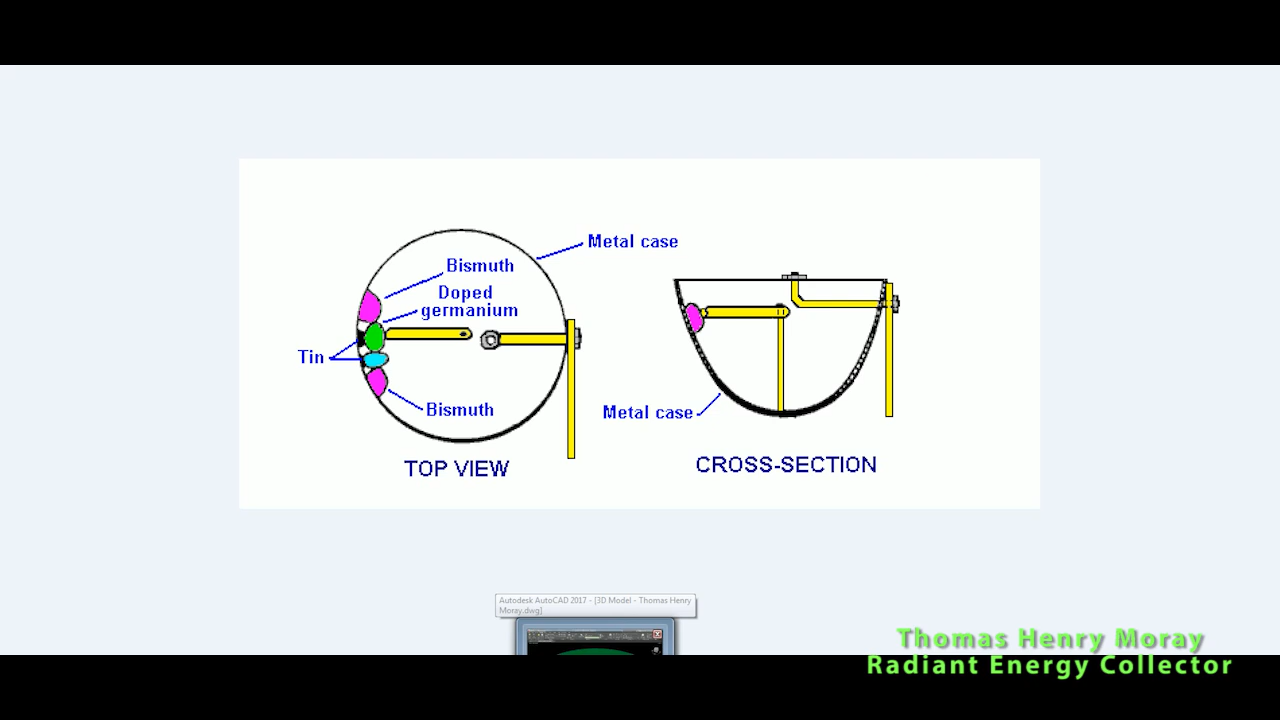 Metal case
Bismuth
Doped
germanium
Tin
Bismuth
TOP VIEW
Metal case
CROSS-SECTION
Autodesk AutoCAD 2017 - [3D Model - Thomas Henry
Moray.dwg]
Thomas Henry Moray
Radiant Energy Collector